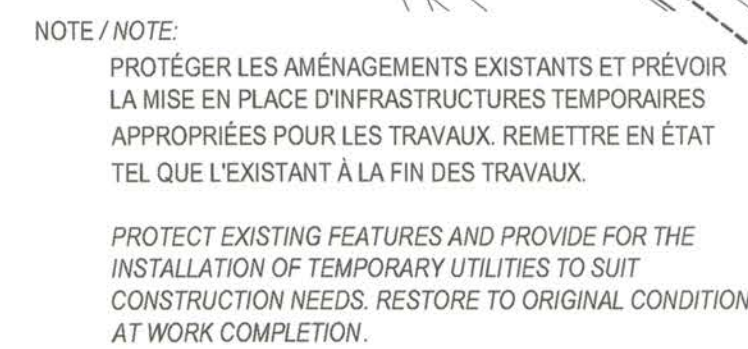 NOTE / NOTE:
PROTÉGER LES AMÉNAGEMENTS EXISTANTS ET PRÉVOIR
LA MISE EN PLACE D'INFRASTRUCTURES TEMPORAIRES
APPROPRIÉES POUR LES TRAVAUX. REMETTRE EN ÉTAT
TEL QUE L'EXISTANT À LA FIN DES TRAVAUX.
PROTECT EXISTING FEATURES AND PROVIDE FOR THE
INSTALLATION OF TEMPORARY UTILITIES TO SUIT
CONSTRUCTION NEEDS. RESTORE TO ORIGINAL CONDITION
AT WORK COMPLETION.